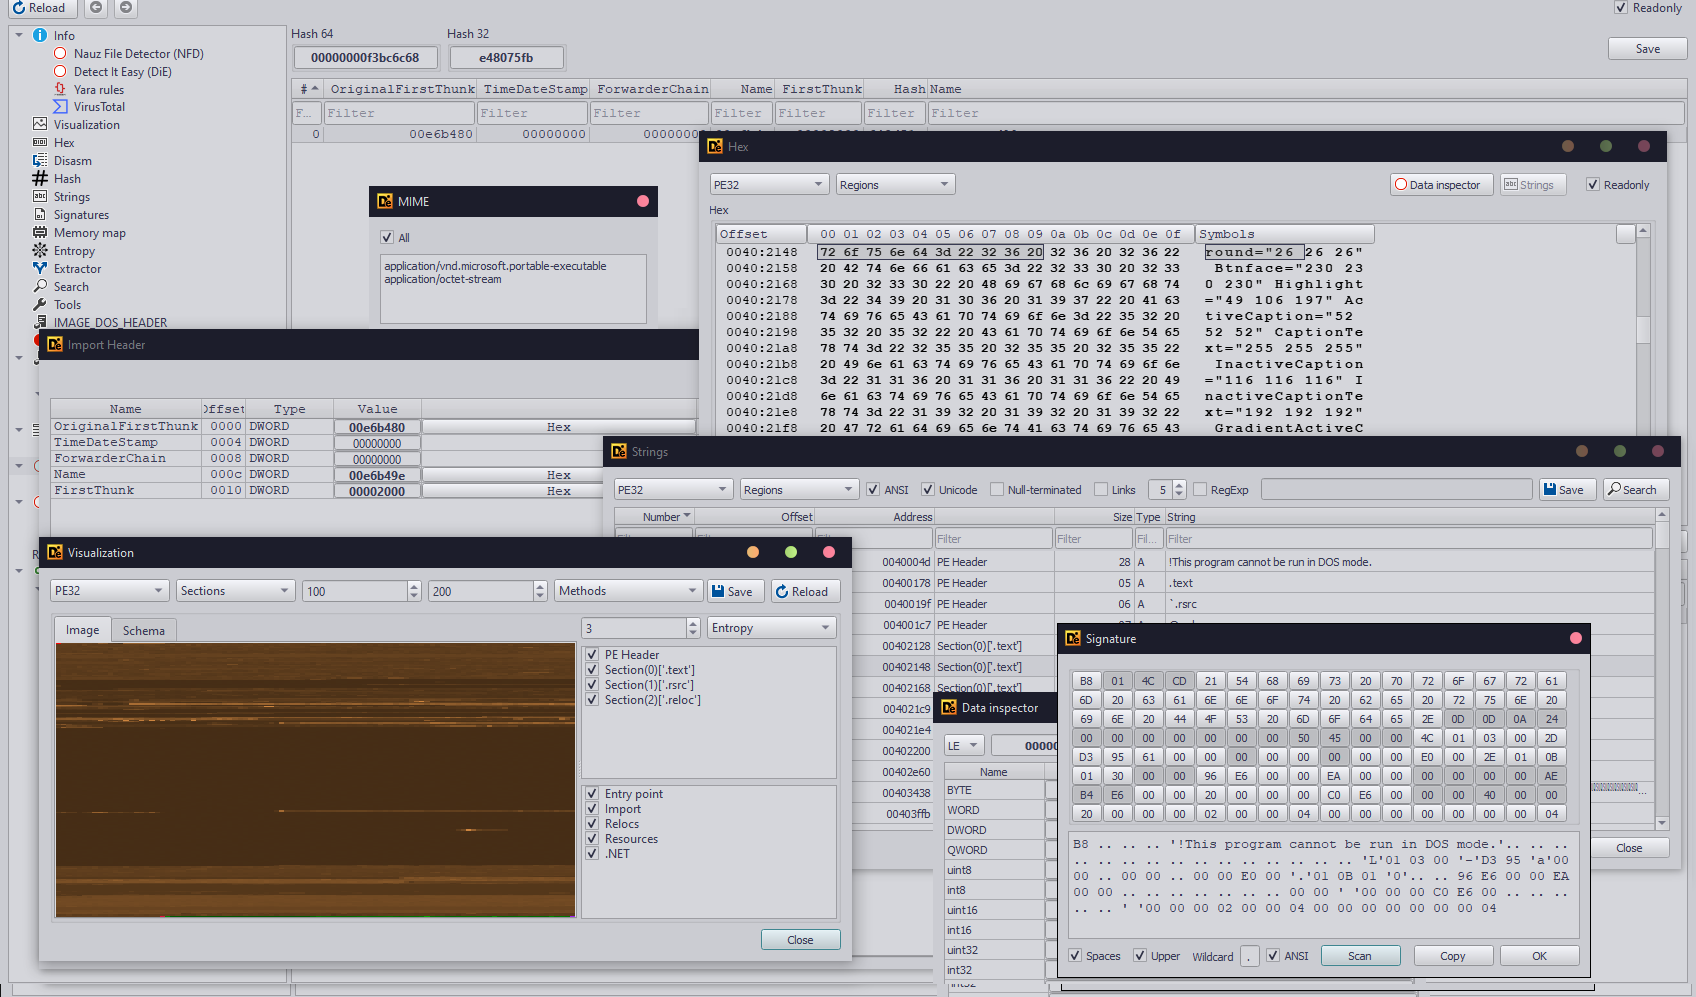 Reload
Readonly
Info
Nauz File Detector (NFD)
Detect It Easy (DiE)
Yara rules
VirusTotal
Visualization
Hex
Disasm
Hash
Strings
Signatures
Memory map
Entropy
Extractor
Search
Tools
IMAGE_DOS_HEADER
Hash 64
Hash 32
00000000f3bc6c68
e48075fb
Save
# OriginalFirstThunk TimeDateStamp ForwarderChain Name FirstThunk Hash Name
F... Filter Filter Filter Filter Filter Filter Filter
0 00e6b480 00000000
MIME
All
application/vnd.microsoft.portable-executable
application/octet-stream
Import Header
Name Offset Type Value
OriginalFirstThunk 0000 DWORD 00e6b480 Hex
TimeDateStamp 0004 DWORD 00000000
ForwarderChain 0008 DWORD 00000000
Name 000c DWORD 00e6b49e Hex
FirstThunk 0010 DWORD 00002000 Hex
Hex
PE32 Regions Data inspector Strings Readonly
Hex
Offset 00 01 02 03 04 05 06 07 08 09 0a 0b 0c 0d 0e 0f Symbols
0040:2148 72 6f 75 6e 64 3d 22 32 36 20 32 36 20 32 36 22 round="26 26 26"
0040:2158 20 42 74 6e 66 61 63 65 3d 22 32 33 30 20 32 33 Btnface="230 23
0040:2168 30 20 32 33 30 22 20 48 69 67 68 6c 69 67 68 74 0 230" Highlight
0040:2178 3d 22 34 39 20 31 30 36 20 31 39 37 22 20 41 63 ="49 106 197" Ac
0040:2188 74 69 76 65 43 61 70 74 69 6f 6e 3d 22 35 32 20 tiveCaption="52
0040:2198 35 32 20 35 32 22 20 43 61 70 74 69 6f 6e 54 65 52 52" CaptionTe
0040:21a8 78 74 3d 22 32 35 35 20 32 35 35 20 32 35 35 22 xt="255 255 255"
0040:21b8 20 49 6e 61 63 74 69 76 65 43 61 70 74 69 6f 6e InactiveCaption
0040:21c8 3d 22 31 31 36 20 31 31 36 20 31 31 36 22 20 49 ="116 116 116" I
0040:21d8 6e 61 63 74 69 76 65 43 61 70 74 69 6f 6e 54 65 nactiveCaptionTe
0040:21e8 78 74 3d 22 31 39 32 20 31 39 32 20 31 39 32 22 xt="192 192 192"
0040:21f8 20 47 72 61 64 69 65 6e 74 41 63 74 69 76 65 43 GradientActiveC
Strings
PE32 Regions ANSI Unicode Null-terminated Links 5 RegExp Save Search
Number Offset Address Size Type String
Filter Filter Fil... Filter
0040004d PE Header 28 A !This program cannot be run in DOS mode.
00400178 PE Header 05 A .text
0040019f PE Header 06 A `.rsrc
004001c7 PE Header
00402128 Section(0)['.text']
00402148 Section(0)['.text']
00402168 Section(0)['.text']
004021c9
004021e4
00402200
00402e60
00403438
00403ffb
Close
Visualization
PE32 Sections 100 200 Methods Save Reload
Image Schema
3 Entropy
PE Header
Section(0)['.text']
Section(1)['.rsrc']
Section(2)['.reloc']
Entry point
Import
Relocs
Resources
.NET
Close
Data inspector
LE 00000
Name
BYTE
WORD
DWORD
QWORD
uint8
int8
uint16
int16
uint32
int32
Signature
B8 01 4C CD 21 54 68 69 73 20 70 72 6F 67 72 61
6D 20 63 61 6E 6E 6F 74 20 62 65 20 72 75 6E 20
69 6E 20 44 4F 53 20 6D 6F 64 65 2E 0D 0D 0A 24
00 00 00 00 00 00 00 50 45 00 00 4C 01 03 00 2D
D3 95 61 00 00 00 00 00 00 00 00 E0 00 2E 01 0B
01 30 00 00 96 E6 00 00 EA 00 00 00 00 00 00 AE
B4 E6 00 00 20 00 00 00 C0 E6 00 00 00 40 00 00
20 00 00 00 02 00 00 04 00 00 00 00 00 00 00 04
B8 .. .. .. '!This program cannot be run in DOS mode.'.. .. ..
.. .. .. .. .. .. .. .. .. .. .. .. 'L'01 03 00 '-'D3 95 'a'00
00 .. 00 00 .. 00 00 E0 00 '.'01 0B 01 '0'.. .. 96 E6 00 00 EA
00 00 .. .. .. .. .. .. .. 00 00 ' '00 00 00 C0 E6 00 .. .. ..
.. .. ' '00 00 00 02 00 00 04 00 00 00 00 00 00 00 04
Spaces Upper Wildcard . ANSI Scan Copy OK